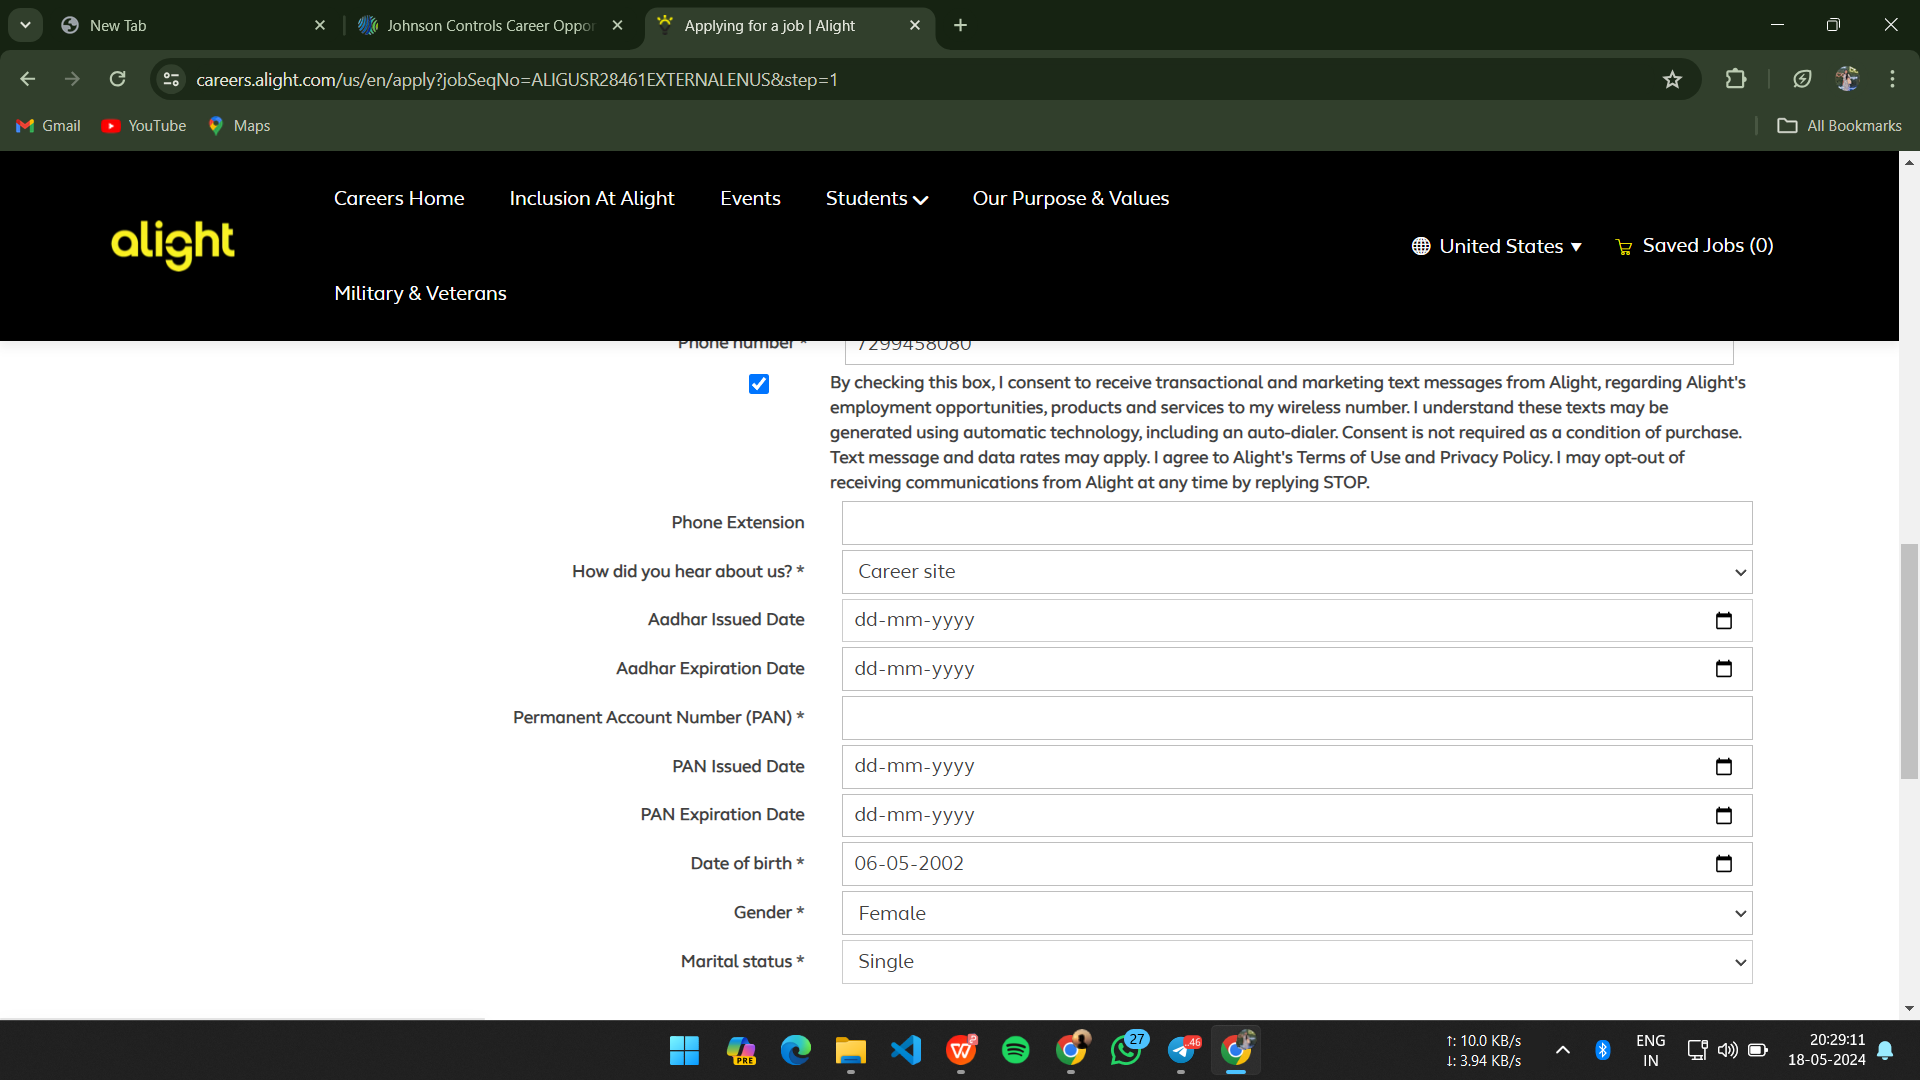 New Tab
Johnson Controls Career Oppor
Applying for a job | Alight
careers.alight.com/us/en/apply?jobSeqNo=ALIGUSR28461EXTERNALENUS&step=1
Gmail
YouTube
Maps
All Bookmarks
alight
Careers Home
Inclusion At Alight
Events
Students
Our Purpose & Values
Military & Veterans
United States
Saved Jobs (0)
Phone number *
7299458080
By checking this box, I consent to receive transactional and marketing text messages from Alight, regarding Alight's
employment opportunities, products and services to my wireless number. I understand these texts may be
generated using automatic technology, including an auto-dialer. Consent is not required as a condition of purchase.
Text message and data rates may apply. I agree to Alight's Terms of Use and Privacy Policy. I may opt-out of
receiving communications from Alight at any time by replying STOP.
Phone Extension
How did you hear about us? *
Career site
Aadhar Issued Date
dd-mm-yyyy
Aadhar Expiration Date
dd-mm-yyyy
Permanent Account Number (PAN) *
PAN Issued Date
dd-mm-yyyy
PAN Expiration Date
dd-mm-yyyy
Date of birth *
06-05-2002
Gender *
Female
Marital status *
Single
PRE
27
.46
↑: 10.0 KB/s
↓: 3.94 KB/s
ENG
IN
20:29:11
18-05-2024